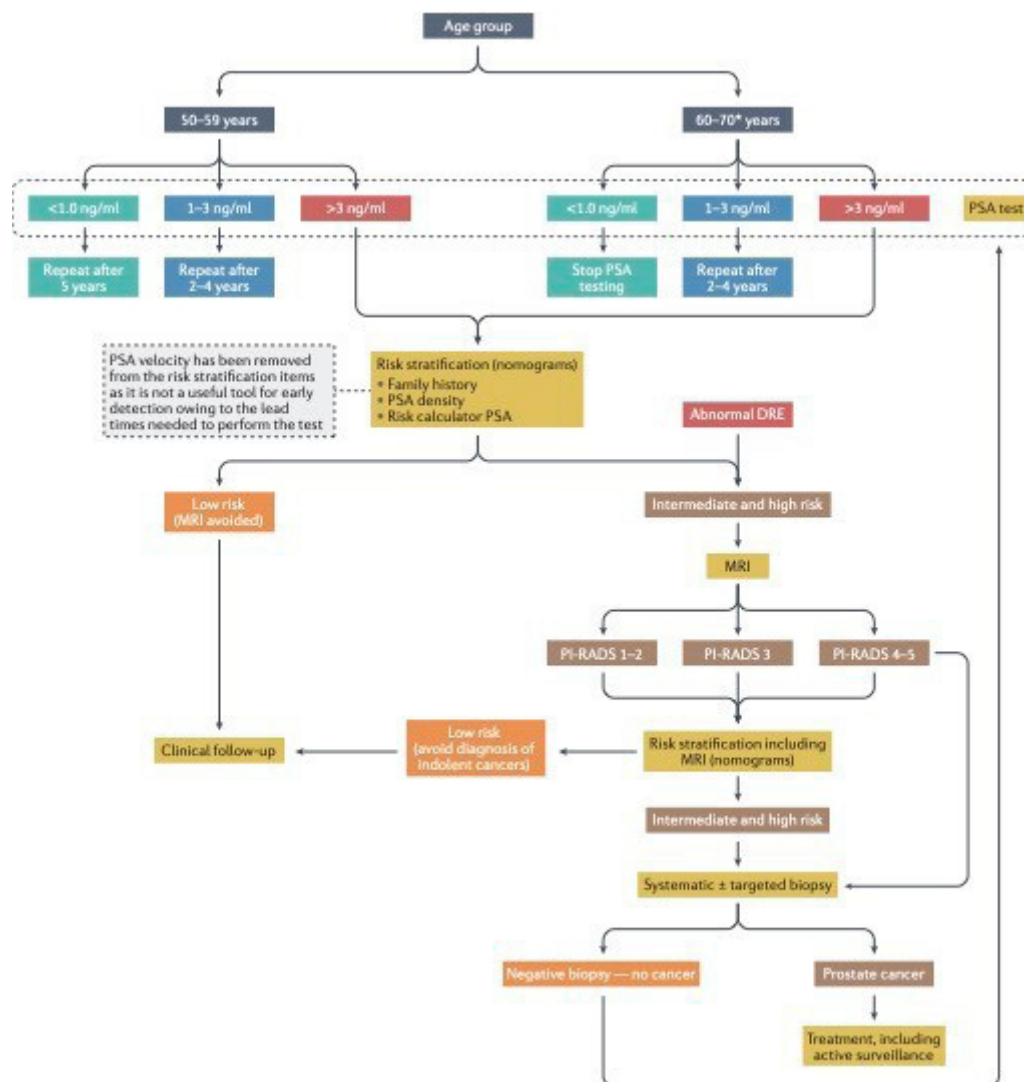 Age group
50–59 years
60–70* years
<1.0 ng/ml
1–3 ng/ml
>3 ng/ml
<1.0 ng/ml
1–3 ng/ml
>3 ng/ml
PSA test
Repeat after
5 years
Repeat after
2–4 years
Stop PSA
testing
Repeat after
2–4 years
PSA velocity has been removed
from the risk stratification items
as it is not a useful tool for early
detection owing to the lead
times needed to perform the test
Risk stratification (nomograms)
• Family history
• PSA density
• Risk calculator PSA
Abnormal DRE
Low risk
(MRI avoided)
Intermediate and high risk
MRI
PI-RADS 1–2
PI-RADS 3
PI-RADS 4–5
Clinical follow-up
Low risk
(avoid diagnosis of
indolent cancers)
Risk stratification including
MRI (nomograms)
Intermediate and high risk
Systematic ± targeted biopsy
Negative biopsy — no cancer
Prostate cancer
Treatment, including
active surveillance